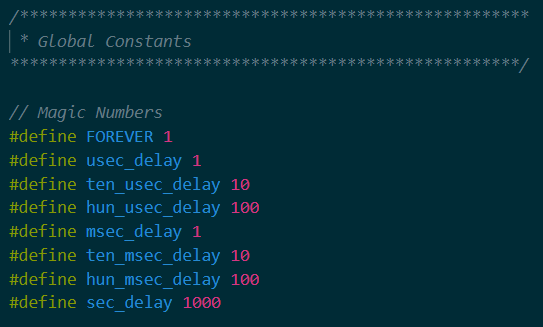 /*****************************************************
 * Global Constants
*****************************************************/
// Magic Numbers
#define FOREVER 1
#define usec_delay 1
#define ten_usec_delay 10
#define hun_usec_delay 100
#define msec_delay 1
#define ten_msec_delay 10
#define hun_msec_delay 100
#define sec_delay 1000